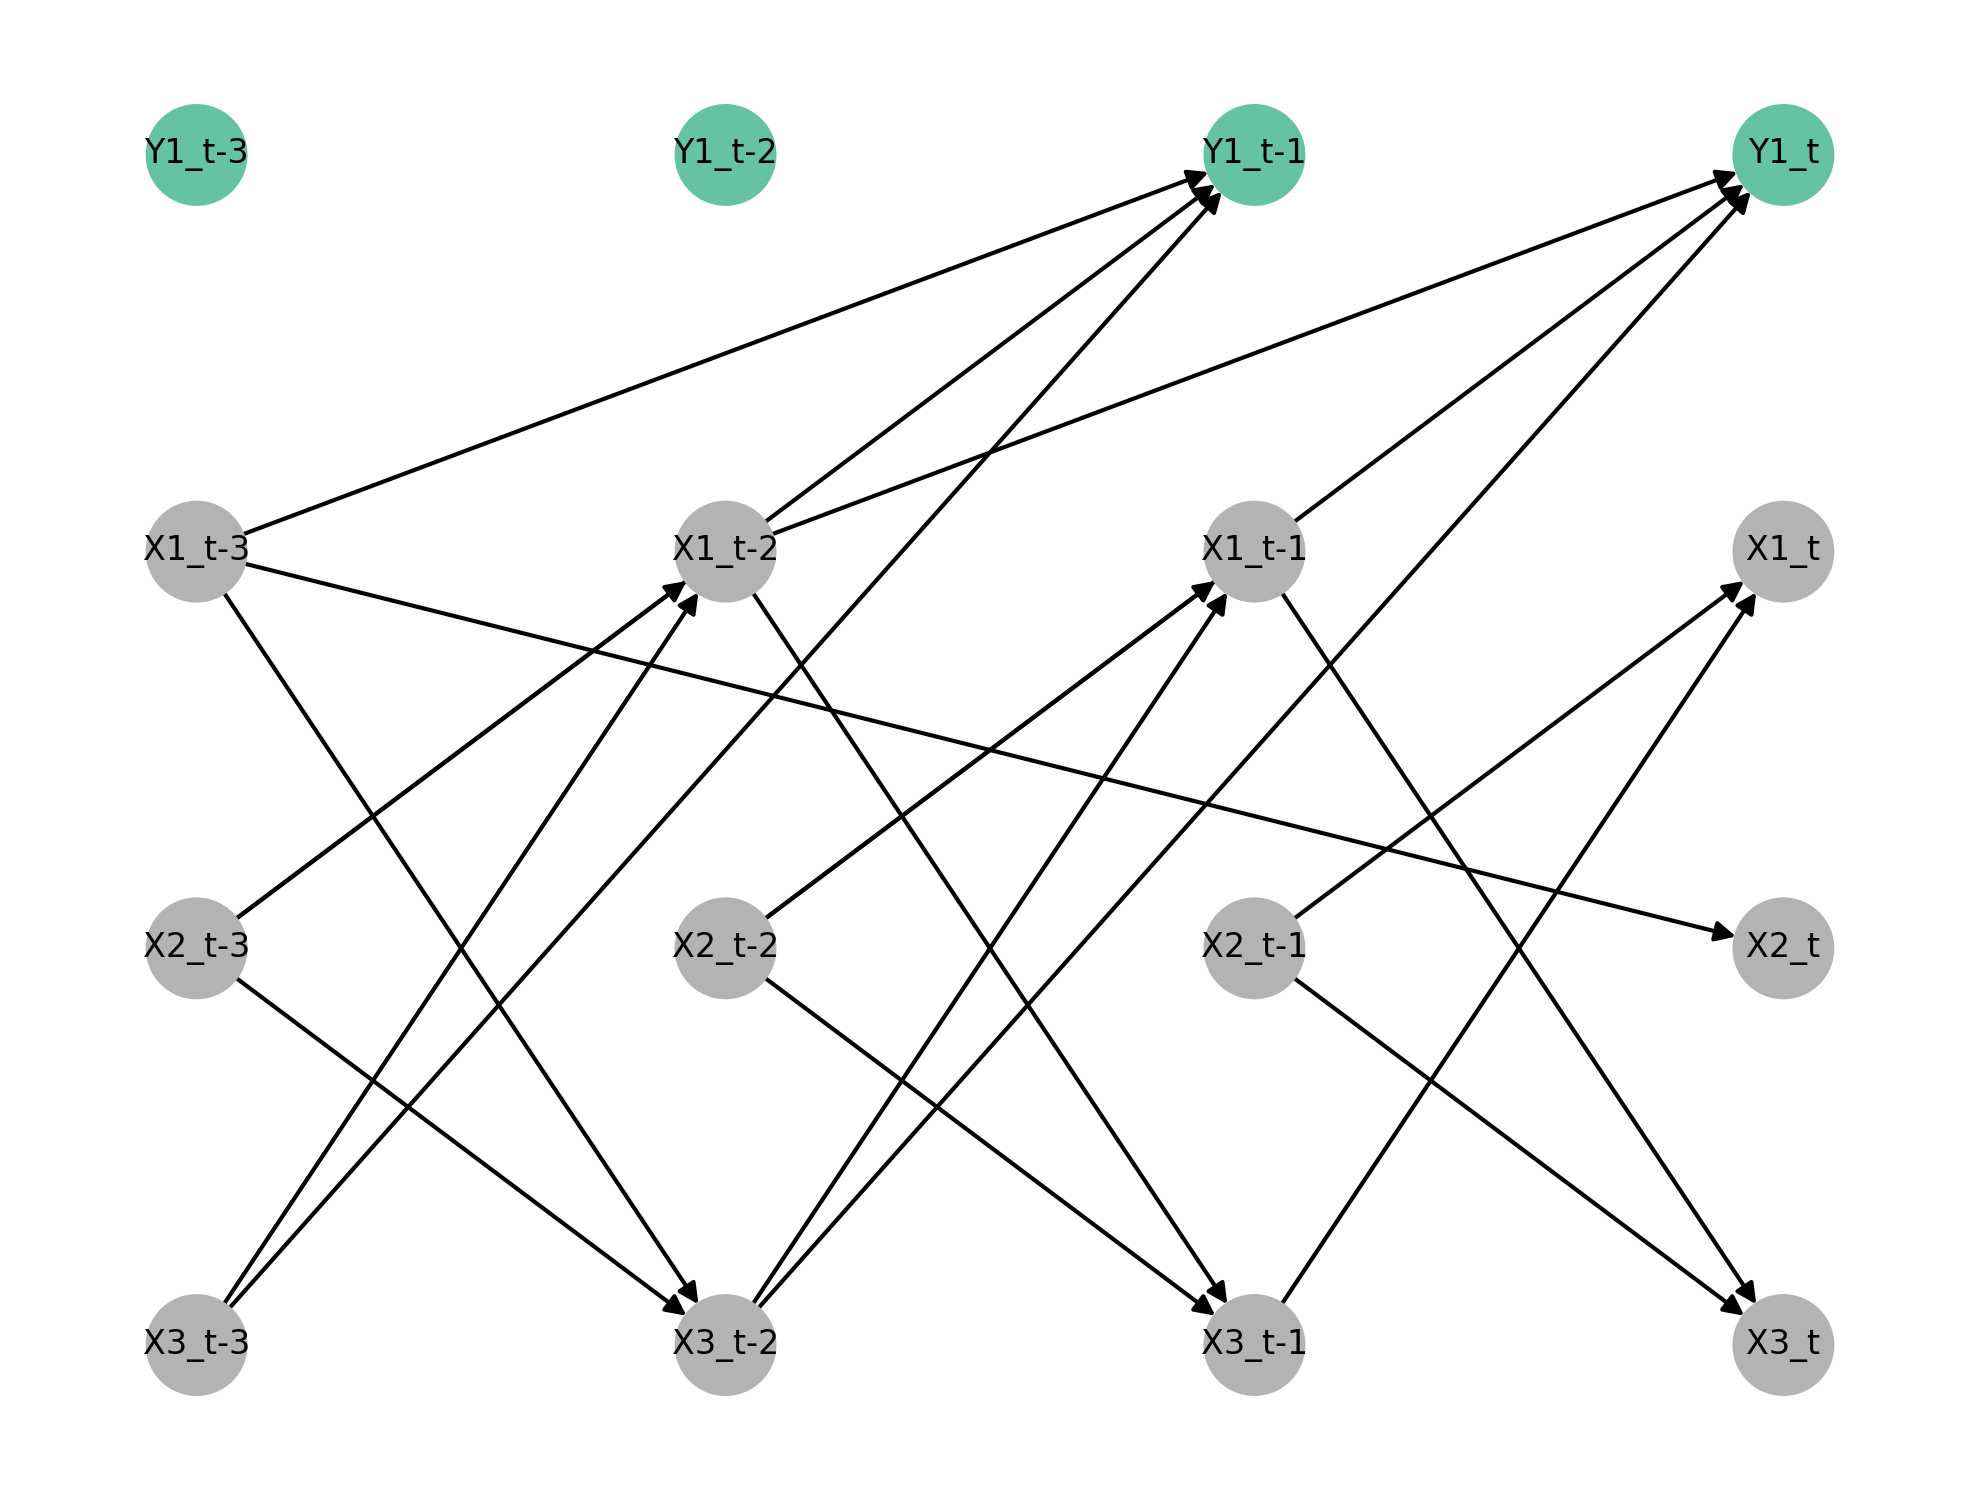 Y1_t-3 Y1_t-2 Y1_t-1 Y1_t
X1_t-3 X1_t-2 X1_t-1 X1_t
X2_t-3 X2_t-2 X2_t-1 X2_t
X3_t-3 X3_t-2 X3_t-1 X3_t